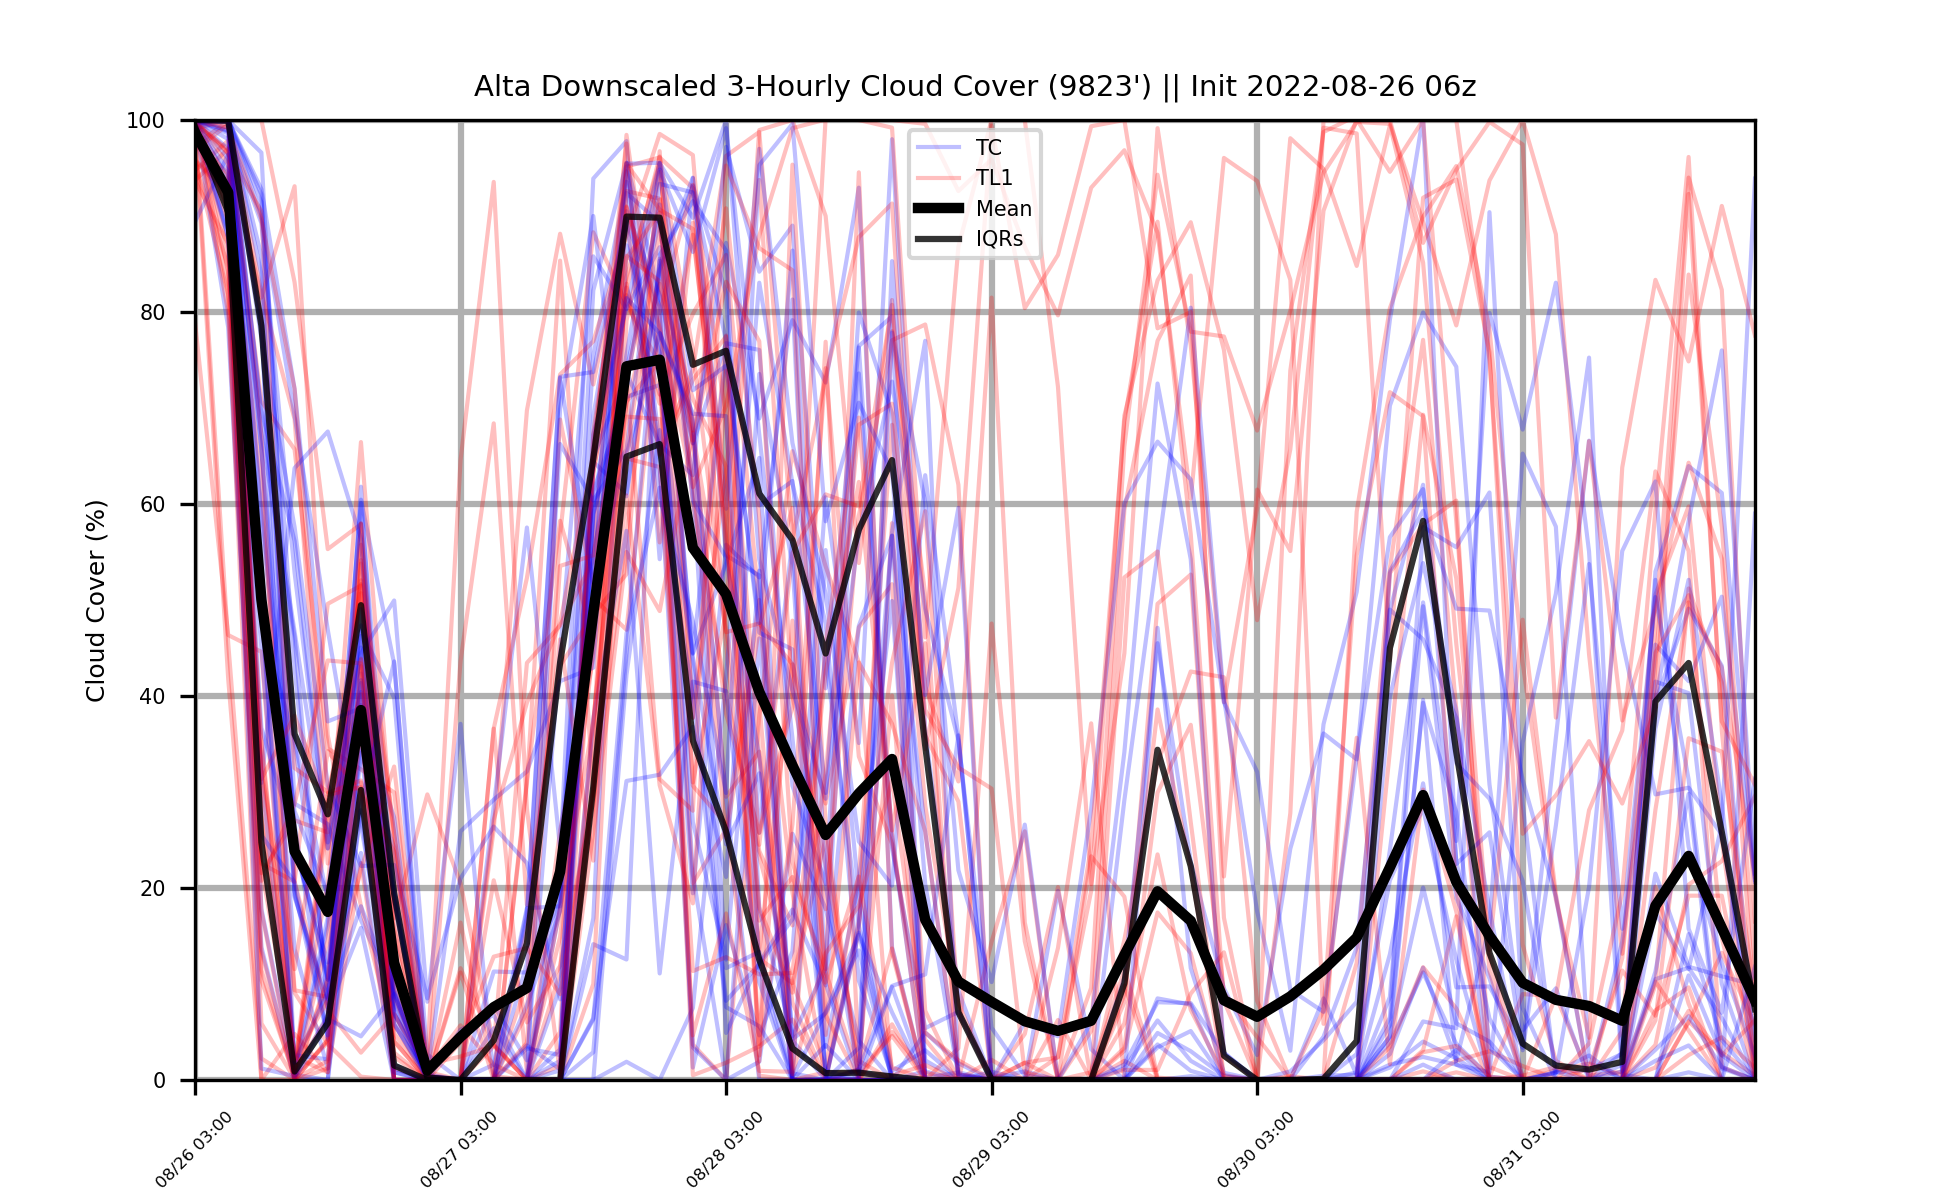 Alta Downscaled 3-Hourly Cloud Cover (9823') || Init 2022-08-26 06z
TC
TL1
Mean
IQRs
Cloud Cover (%)
100
80
60
40
20
0
08/26 03:00
08/27 03:00
08/28 03:00
08/29 03:00
08/30 03:00
08/31 03:00